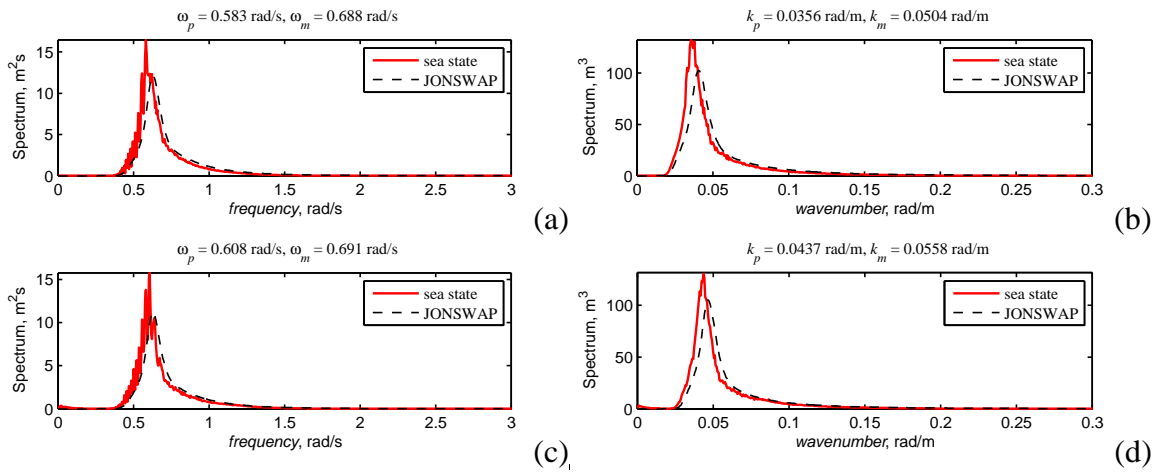 ω_p = 0.583 rad/s, ω_m = 0.688 rad/s
Spectrum, m²s
15
10
5
0
sea state
JONSWAP
0 0.5 1 1.5 2 2.5 3
frequency, rad/s
(a)
k_p = 0.0356 rad/m, k_m = 0.0504 rad/m
Spectrum, m³
100
50
0
sea state
JONSWAP
0 0.05 0.1 0.15 0.2 0.25 0.3
wavenumber, rad/m
(b)
ω_p = 0.608 rad/s, ω_m = 0.691 rad/s
Spectrum, m²s
15
10
5
0
sea state
JONSWAP
0 0.5 1 1.5 2 2.5 3
frequency, rad/s
(c)
k_p = 0.0437 rad/m, k_m = 0.0558 rad/m
Spectrum, m³
100
50
0
sea state
JONSWAP
0 0.05 0.1 0.15 0.2 0.25 0.3
wavenumber, rad/m
(d)